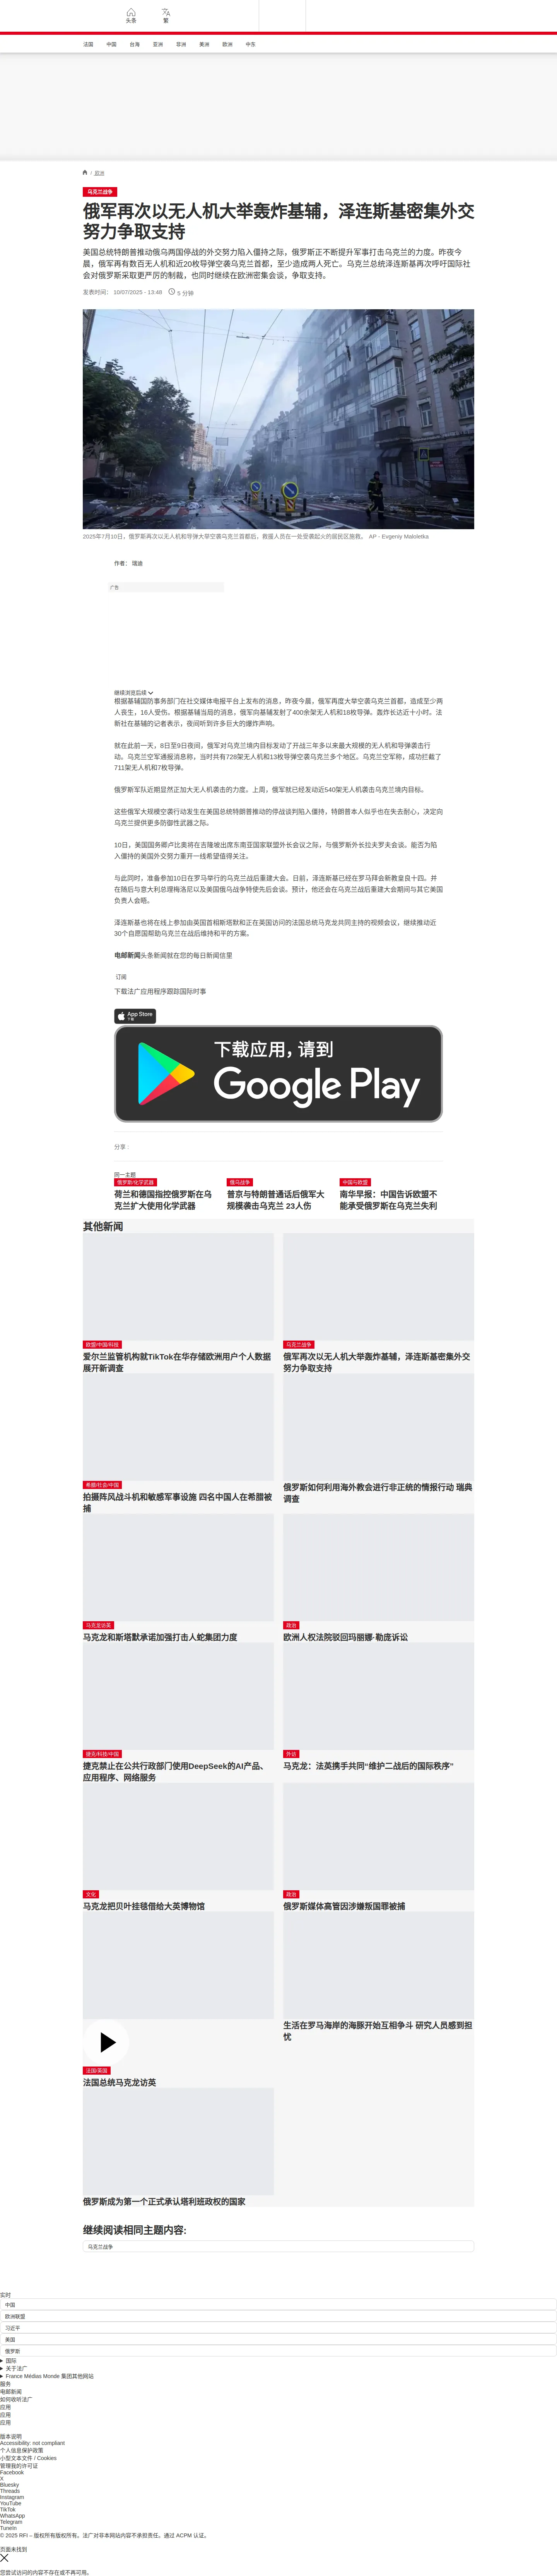 头条
繁
法国 中国 台海 亚洲 非洲 美洲 欧洲 中东
/ 欧洲
乌克兰战争
俄军再次以无人机大举轰炸基辅，泽连斯基密集外交
努力争取支持
美国总统特朗普推动俄乌两国停战的外交努力陷入僵持之际，俄罗斯正不断提升军事打击乌克兰的力度。昨夜今
晨，俄军再有数百无人机和近20枚导弹空袭乌克兰首都，至少造成两人死亡。乌克兰总统泽连斯基再次呼吁国际社
会对俄罗斯采取更严厉的制裁，也同时继续在欧洲密集会谈，争取支持。
发表时间： 10/07/2025 - 13:48 5 分钟
2025年7月10日，俄罗斯再次以无人机和导弹大举空袭乌克兰首都后，救援人员在一处受袭起火的居民区施救。 AP - Evgeniy Maloletka
作者： 瑞迪
广告
继续浏览后续
根据基辅国防事务部门在社交媒体电报平台上发布的消息，昨夜今晨，俄军再度大举空袭乌克兰首都，造成至少两
人丧生，16人受伤。根据基辅当局的消息，俄军向基辅发射了400余架无人机和18枚导弹。轰炸长达近十小时。法
新社在基辅的记者表示，夜间听到许多巨大的爆炸声响。
就在此前一天，8日至9日夜间，俄军对乌克兰境内目标发动了开战三年多以来最大规模的无人机和导弹袭击行
动。乌克兰空军通报消息称，当时共有728架无人机和13枚导弹空袭乌克兰多个地区。乌克兰空军称，成功拦截了
711架无人机和7枚导弹。
俄罗斯军队近期显然正加大无人机袭击的力度。上周，俄军就已经发动近540架无人机袭击乌克兰境内目标。
这些俄军大规模空袭行动发生在美国总统特朗普推动的停战谈判陷入僵持，特朗普本人似乎也在失去耐心，决定向
乌克兰提供更多防御性武器之际。
10日，美国国务卿卢比奥将在吉隆坡出席东南亚国家联盟外长会议之际，与俄罗斯外长拉夫罗夫会谈。能否为陷
入僵持的美国外交努力重开一线希望值得关注。
与此同时，准备参加10日在罗马举行的乌克兰战后重建大会。日前，泽连斯基已经在罗马拜会新教皇良十四。并
在随后与意大利总理梅洛尼以及美国俄乌战争特使先后会谈。预计，他还会在乌克兰战后重建大会期间与其它美国
负责人会晤。
泽连斯基也将在线上参加由英国首相斯塔默和正在英国访问的法国总统马克龙共同主持的视频会议，继续推动近
30个自愿国帮助乌克兰在战后维持和平的方案。
电邮新闻头条新闻就在您的每日新闻信里
订阅
下载法广应用程序跟踪国际时事
App Store
下载
下载应用，请到
Google Play
分享 :
同一主题
俄罗斯/化学武器
荷兰和德国指控俄罗斯在乌
克兰扩大使用化学武器
俄乌战争
普京与特朗普通话后俄军大
规模袭击乌克兰 23人伤
中国与欧盟
南华早报：中国告诉欧盟不
能承受俄罗斯在乌克兰失利
其他新闻
欧盟/中国/科技
爱尔兰监管机构就TikTok在华存储欧洲用户个人数据
展开新调查
乌克兰战争
俄军再次以无人机大举轰炸基辅，泽连斯基密集外交
努力争取支持
希腊/社会/中国
拍摄阵风战斗机和敏感军事设施 四名中国人在希腊被
捕
俄罗斯如何利用海外教会进行非正统的情报行动 瑞典
调查
马克龙访英
马克龙和斯塔默承诺加强打击人蛇集团力度
政治
欧洲人权法院驳回玛丽娜·勒庞诉讼
捷克/科技/中国
捷克禁止在公共行政部门使用DeepSeek的AI产品、
应用程序、网络服务
外访
马克龙：法英携手共同“维护二战后的国际秩序”
文化
马克龙把贝叶挂毯借给大英博物馆
政治
俄罗斯媒体高管因涉嫌叛国罪被捕
法国/英国
法国总统马克龙访英
生活在罗马海岸的海豚开始互相争斗 研究人员感到担
忧
俄罗斯成为第一个正式承认塔利班政权的国家
继续阅读相同主题内容:
乌克兰战争
实时
中国
欧洲联盟
习近平
美国
俄罗斯
国际
关于法广
France Médias Monde 集团其他网站
服务
电邮新闻
如何收听法广
应用
应用
应用
版本说明
Accessibility: not compliant
个人信息保护政策
小型文本文件 / Cookies
管理我的许可证
Facebook
X
Bluesky
Threads
Instagram
YouTube
TikTok
WhatsApp
Telegram
TuneIn
© 2025 RFI – 版权所有版权所有。法广对非本网站内容不承担责任。通过 ACPM 认证。
页面未找到
您尝试访问的内容不存在或不再可用。